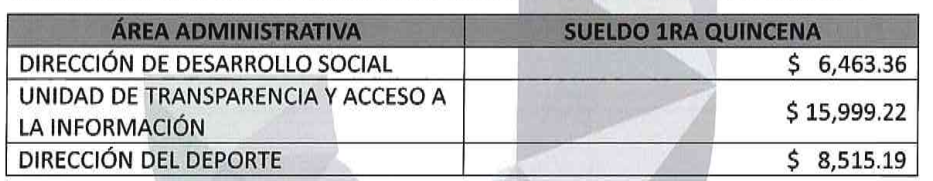 ÁREA ADMINISTRATIVA SUELDO 1RA QUINCENA
DIRECCIÓN DE DESARROLLO SOCIAL $ 6,463.36
UNIDAD DE TRANSPARENCIA Y ACCESO A
LA INFORMACIÓN $ 15,999.22
DIRECCIÓN DEL DEPORTE $ 8,515.19